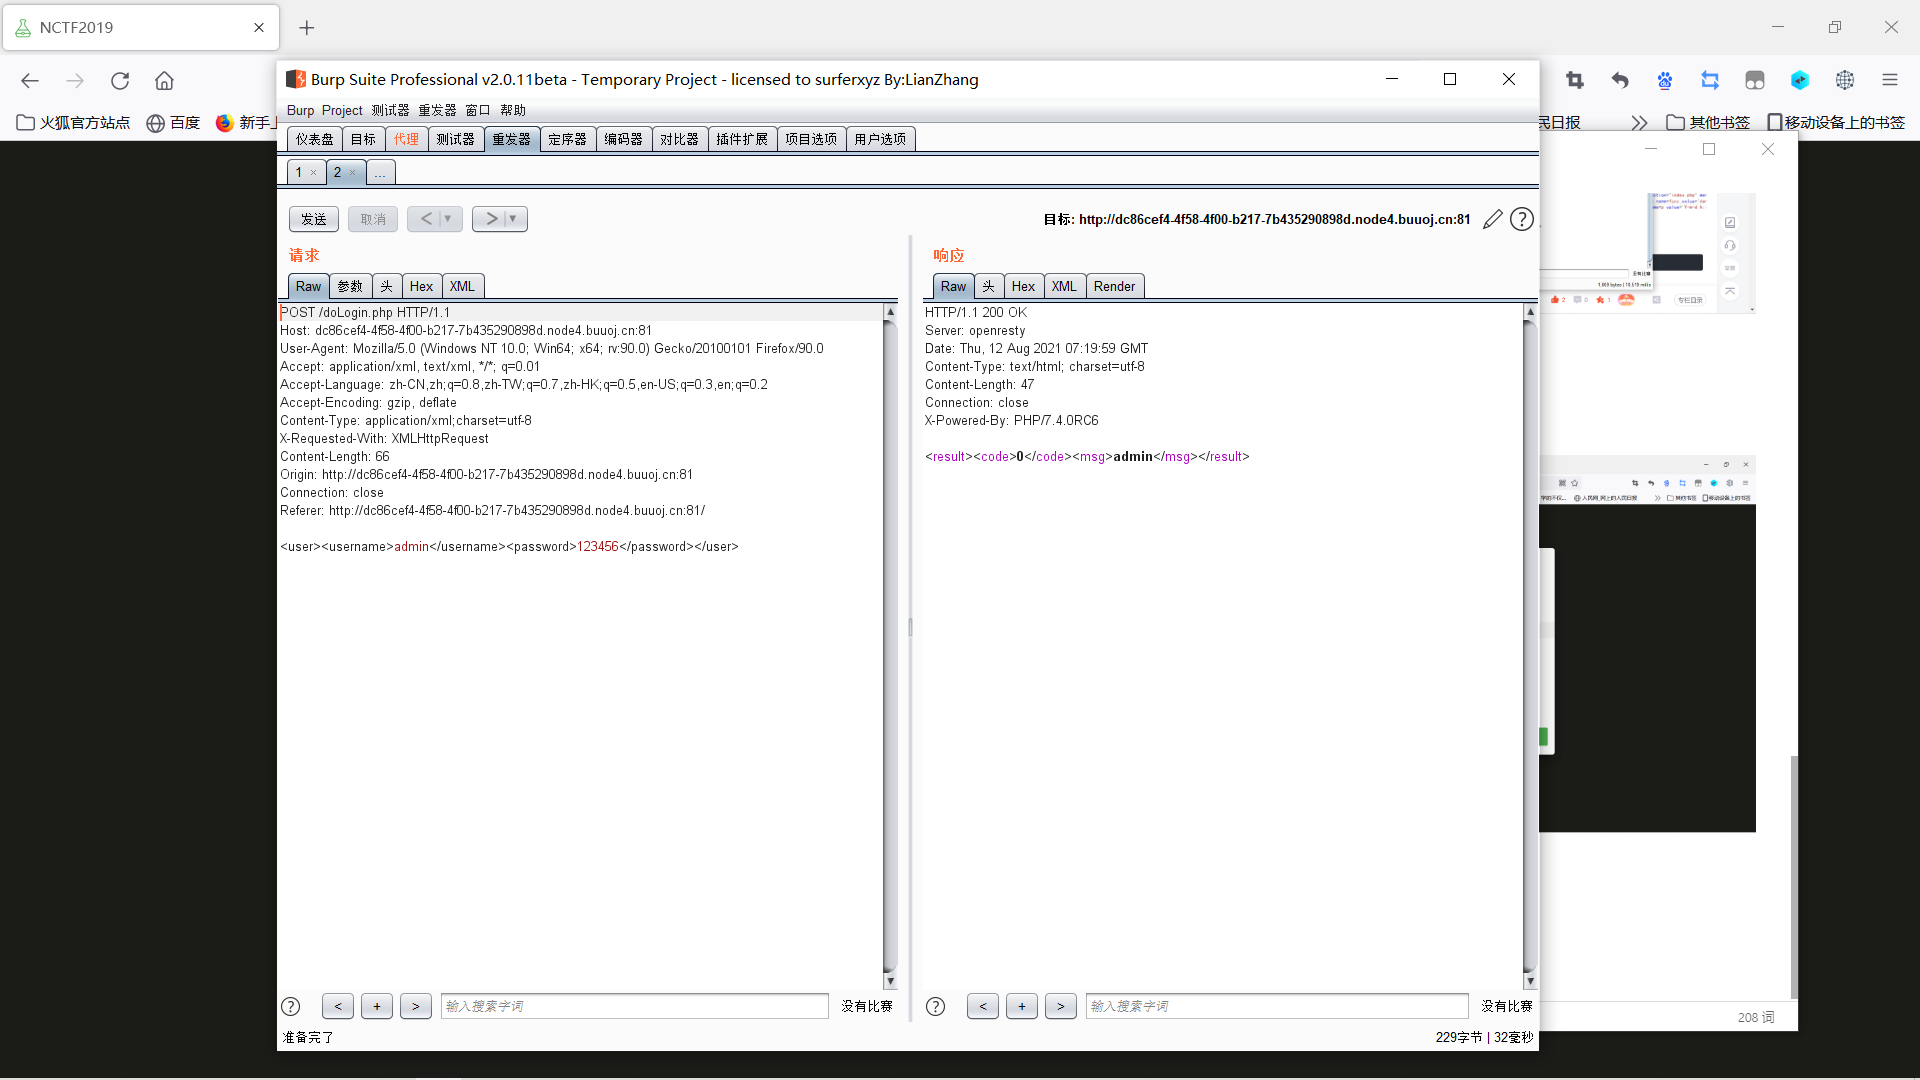 NCTF2019
Burp Suite Professional v2.0.11beta - Temporary Project - licensed to surferxyz By:LianZhang
火狐官方站点 百度 新手上
民日报 其他书签 移动设备上的书签
Burp Project 测试器 重发器 窗口 帮助
仪表盘 目标 代理 测试器 重发器 定序器 编码器 对比器 插件扩展 项目选项 用户选项
1 × 2 × ...
发送 取消 < > 目标: http://dc86cef4-4f58-4f00-b217-7b435290898d.node4.buuoj.cn:81
请求
Raw 参数 头 Hex XML
POST /doLogin.php HTTP/1.1
Host: dc86cef4-4f58-4f00-b217-7b435290898d.node4.buuoj.cn:81
User-Agent: Mozilla/5.0 (Windows NT 10.0; Win64; x64; rv:90.0) Gecko/20100101 Firefox/90.0
Accept: application/xml, text/xml, */*; q=0.01
Accept-Language: zh-CN,zh;q=0.8,zh-TW;q=0.7,zh-HK;q=0.5,en-US;q=0.3,en;q=0.2
Accept-Encoding: gzip, deflate
Content-Type: application/xml;charset=utf-8
X-Requested-With: XMLHttpRequest
Content-Length: 66
Origin: http://dc86cef4-4f58-4f00-b217-7b435290898d.node4.buuoj.cn:81
Connection: close
Referer: http://dc86cef4-4f58-4f00-b217-7b435290898d.node4.buuoj.cn:81/
<user><username>admin</username><password>123456</password></user>
? < + > 输入搜索字词 没有比赛
响应
Raw 头 Hex XML Render
HTTP/1.1 200 OK
Server: openresty
Date: Thu, 12 Aug 2021 07:19:59 GMT
Content-Type: text/html; charset=utf-8
Content-Length: 47
Connection: close
X-Powered-By: PHP/7.4.0RC6
<result><code>0</code><msg>admin</msg></result>
? < + > 输入搜索字词 没有比赛
准备完了 229字节 | 32毫秒
专栏目录
其他书签 移动设备上的书签
208 词